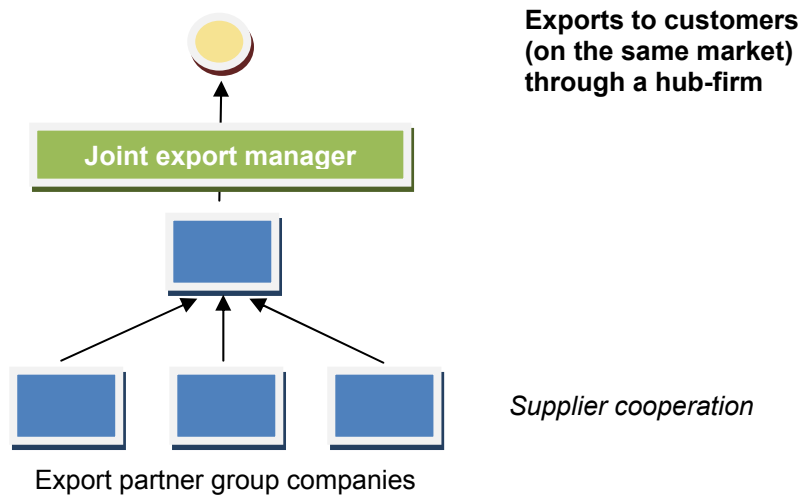 Exports to customers
(on the same market)
through a hub-firm
Joint export manager
Supplier cooperation
Export partner group companies